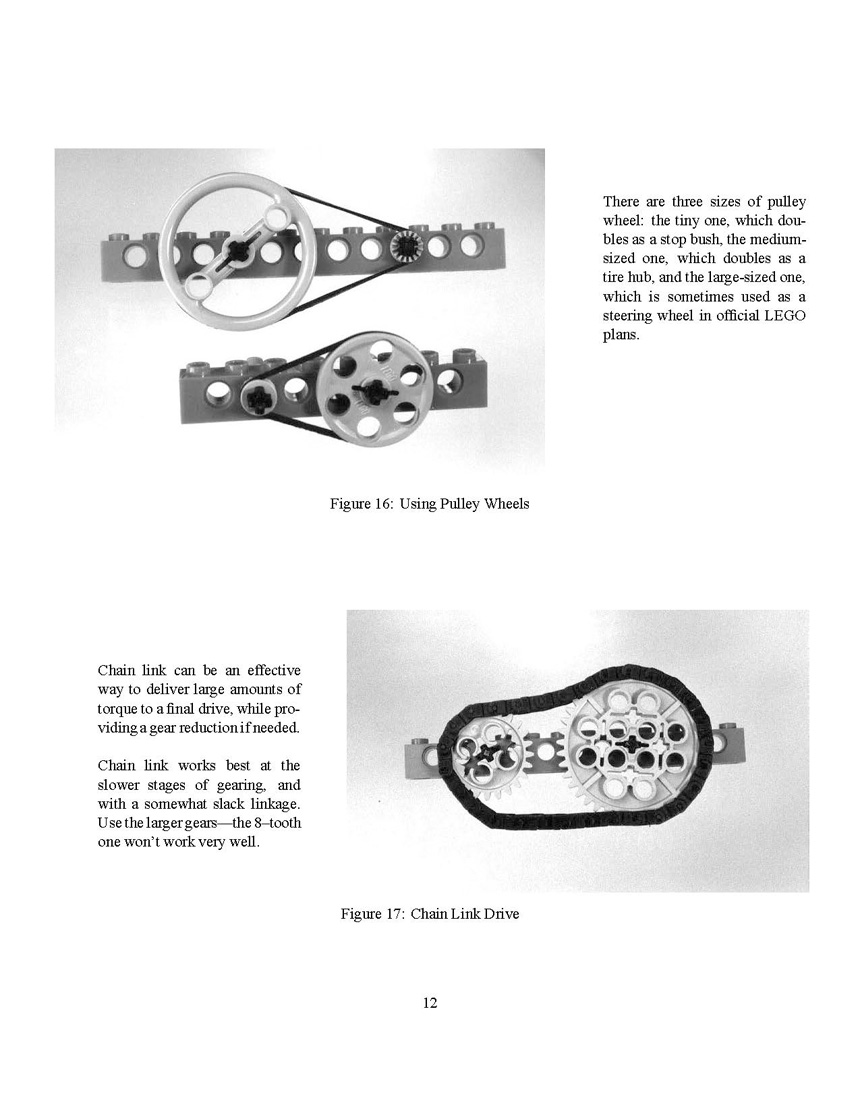 There are three sizes of pulley
wheel: the tiny one, which dou-
bles as a stop bush, the medium-
sized one, which doubles as a
tire hub, and the large-sized one,
which is sometimes used as a
steering wheel in official LEGO
plans.
Figure 16: Using Pulley Wheels
Chain link can be an effective
way to deliver large amounts of
torque to a final drive, while pro-
viding a gear reduction if needed.
Chain link works best at the
slower stages of gearing, and
with a somewhat slack linkage.
Use the larger gears—the 8–tooth
one won't work very well.
Figure 17: Chain Link Drive
12